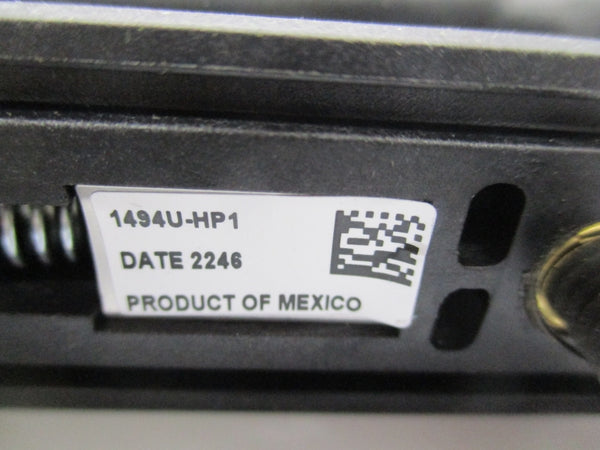 1494U-HP1
DATE 2246
PRODUCT OF MEXICO